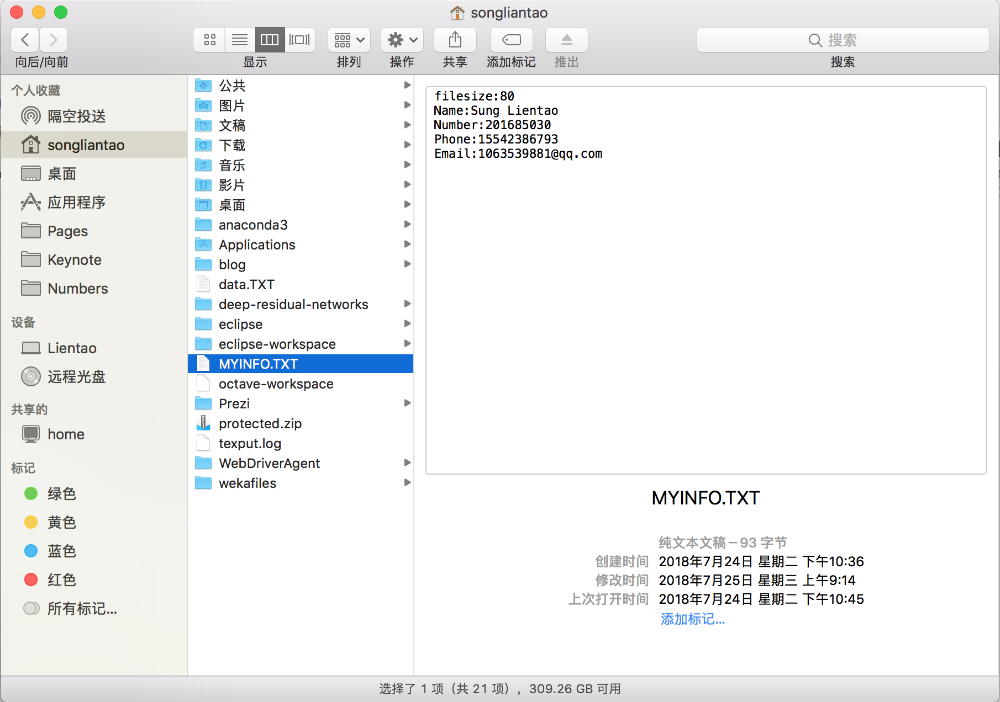 songliantao
搜索
向后/向前
显示
排列
操作
共享
添加标记
推出
搜索
个人收藏
隔空投送
songliantao
桌面
应用程序
Pages
Keynote
Numbers
设备
Lientao
远程光盘
共享的
home
标记
绿色
黄色
蓝色
红色
所有标记...
公共
图片
文稿
下载
音乐
影片
桌面
anaconda3
Applications
blog
data.TXT
deep-residual-networks
eclipse
eclipse-workspace
MYINFO.TXT
octave-workspace
Prezi
protected.zip
texput.log
WebDriverAgent
wekafiles
filesize:80
Name:Sung Lientao
Number:201685030
Phone:15542386793
Email:1063539881@qq.com
MYINFO.TXT
纯文本文稿 – 93 字节
创建时间 2018年7月24日 星期二 下午10:36
修改时间 2018年7月25日 星期三 上午9:14
上次打开时间 2018年7月24日 星期二 下午10:45
添加标记...
选择了 1 项（共 21 项），309.26 GB 可用